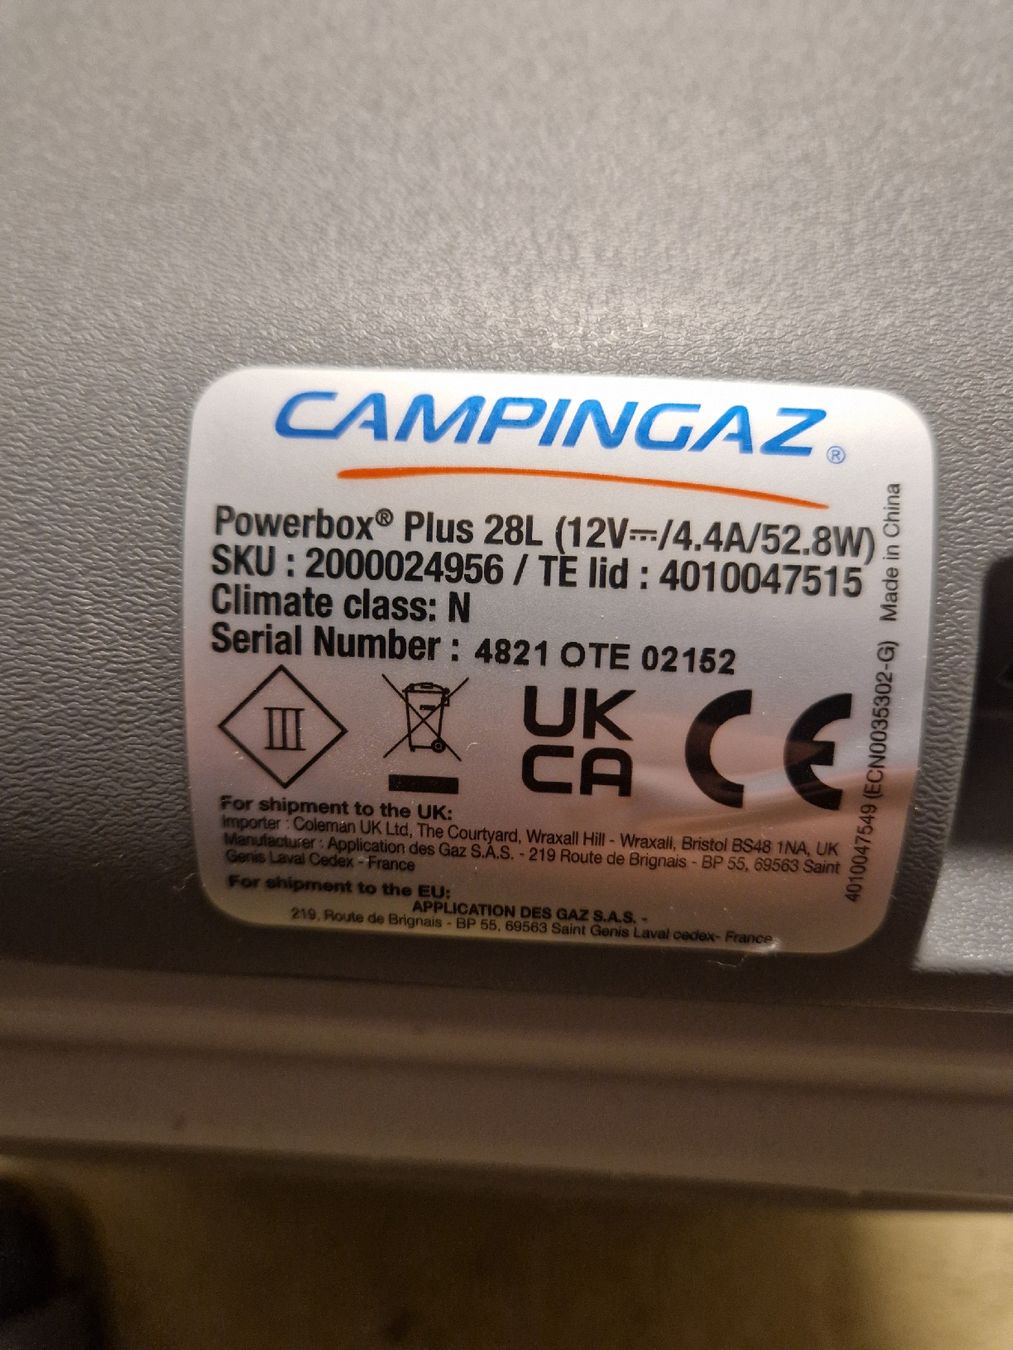 CAMPINGAZ®
Powerbox® Plus 28L (12V⎓/4.4A/52.8W)
SKU : 2000024956 / TE lid : 4010047515
Climate class: N
Serial Number : 4821 OTE 02152
III
UK
CA
CE
For shipment to the UK:
Importer : Coleman UK Ltd, The Courtyard, Wraxall Hill - Wraxall, Bristol BS48 1NA, UK
Manufacturer : Application des Gaz S.A.S. - 219 Route de Brignais - BP 55, 69563 Saint
Genis Laval Cedex - France
For shipment to the EU:
APPLICATION DES GAZ S.A.S. -
219, Route de Brignais - BP 55, 69563 Saint Genis Laval cedex- France
4010047549 (ECN0035302-G) Made in China